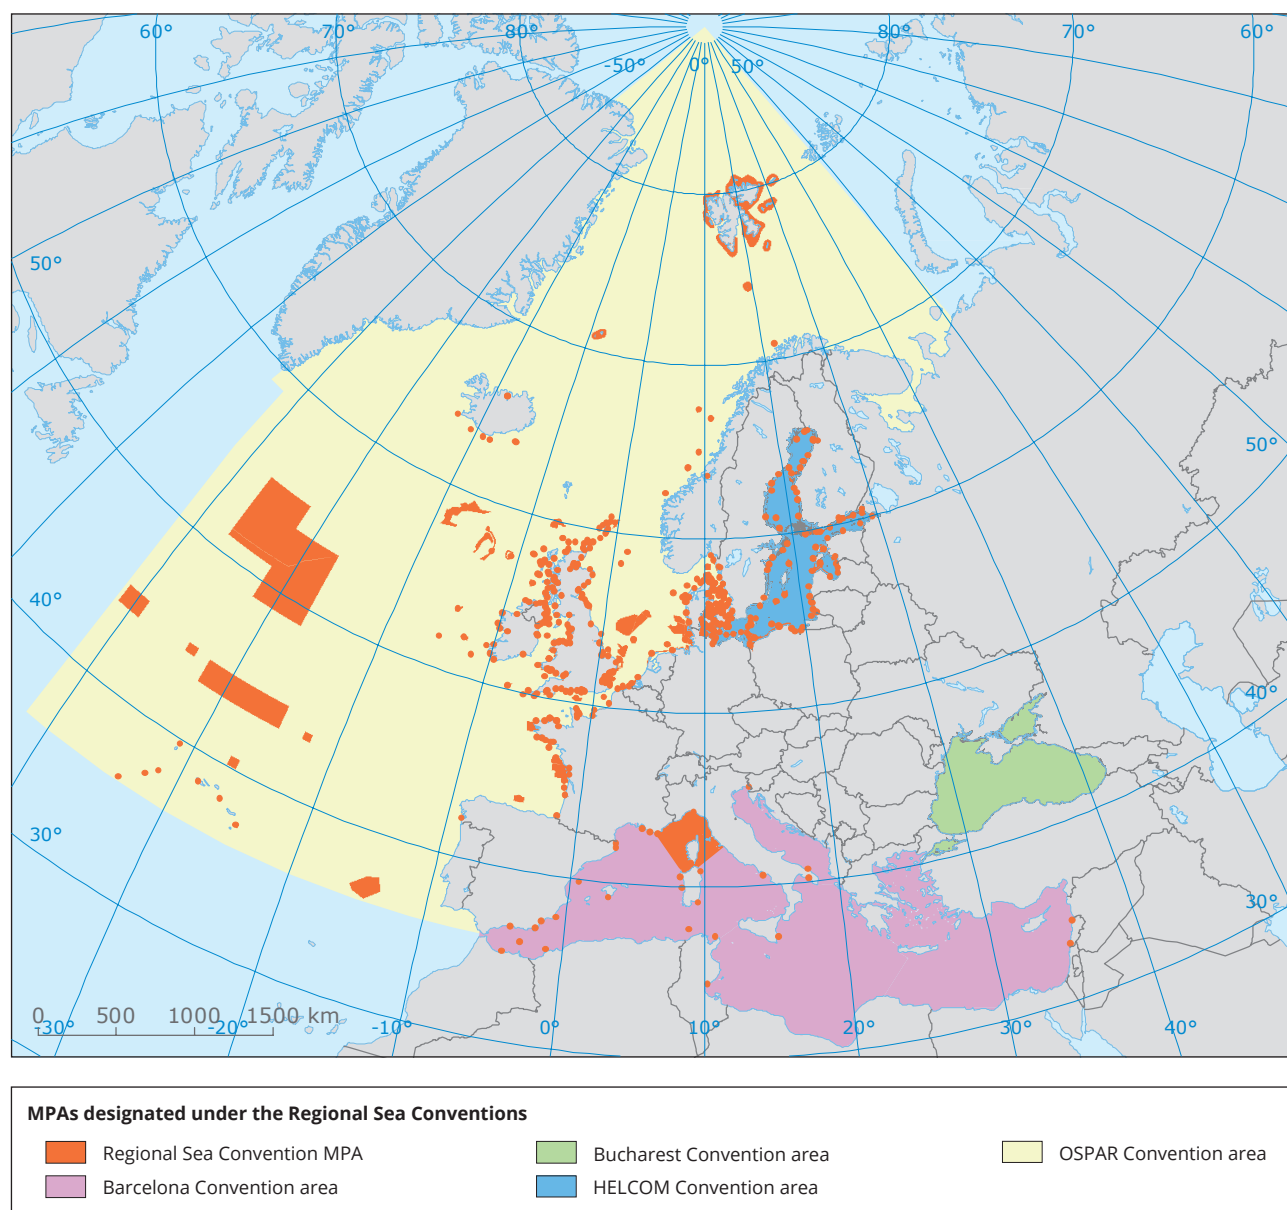 60° 70° 80° 80° 70° 60°
-50° 0° 50°
50°
50°
40°
40°
30°
30°
0 500 1000 1500 km
-30° -20° -10° 0° 10° 20° 30° 40°
MPAs designated under the Regional Sea Conventions
Regional Sea Convention MPA
Bucharest Convention area
OSPAR Convention area
Barcelona Convention area
HELCOM Convention area